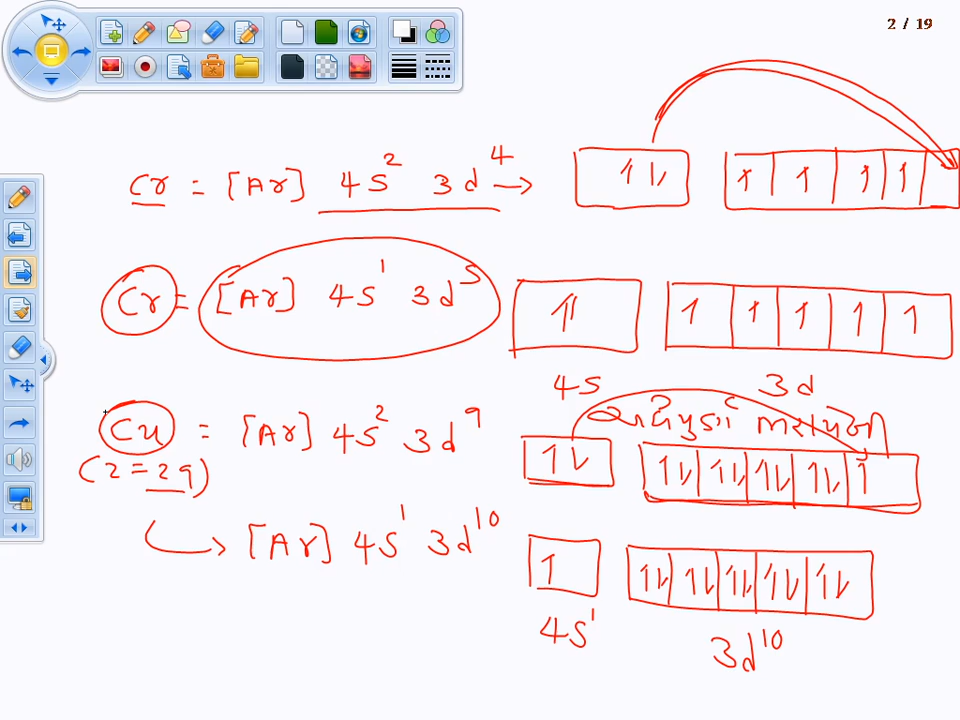 2 / 19
Cr = [Ar] 4s² 3d⁴ →
Cr = [Ar] 4s¹ 3d⁵
4s 3d
Cu = [Ar] 4s² 3d⁹
(Z = 29)
→ [Ar] 4s¹ 3d¹⁰
4s¹
3d¹⁰